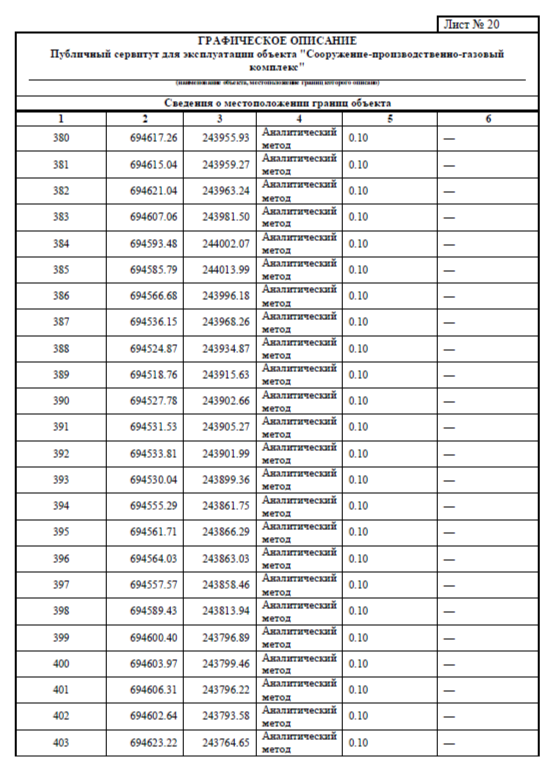 Лист № 20
ГРАФИЧЕСКОЕ ОПИСАНИЕ
Публичный сервитут для эксплуатации объекта "Сооружение-производственно-газовый
комплекс"
(наименование объекта, местоположение границ которого описано)
Сведения о местоположении границ объекта
1 2 3 4 5 6
380 694617.26 243955.93 Аналитический метод 0.10 —
381 694615.04 243959.27 Аналитический метод 0.10 —
382 694621.04 243963.24 Аналитический метод 0.10 —
383 694607.06 243981.50 Аналитический метод 0.10 —
384 694593.48 244002.07 Аналитический метод 0.10 —
385 694585.79 244013.99 Аналитический метод 0.10 —
386 694566.68 243996.18 Аналитический метод 0.10 —
387 694536.15 243968.26 Аналитический метод 0.10 —
388 694524.87 243934.87 Аналитический метод 0.10 —
389 694518.76 243915.63 Аналитический метод 0.10 —
390 694527.78 243902.66 Аналитический метод 0.10 —
391 694531.53 243905.27 Аналитический метод 0.10 —
392 694533.81 243901.99 Аналитический метод 0.10 —
393 694530.04 243899.36 Аналитический метод 0.10 —
394 694555.29 243861.75 Аналитический метод 0.10 —
395 694561.71 243866.29 Аналитический метод 0.10 —
396 694564.03 243863.03 Аналитический метод 0.10 —
397 694557.57 243858.46 Аналитический метод 0.10 —
398 694589.43 243813.94 Аналитический метод 0.10 —
399 694600.40 243796.89 Аналитический метод 0.10 —
400 694603.97 243799.46 Аналитический метод 0.10 —
401 694606.31 243796.22 Аналитический метод 0.10 —
402 694602.64 243793.58 Аналитический метод 0.10 —
403 694623.22 243764.65 Аналитический метод 0.10 —